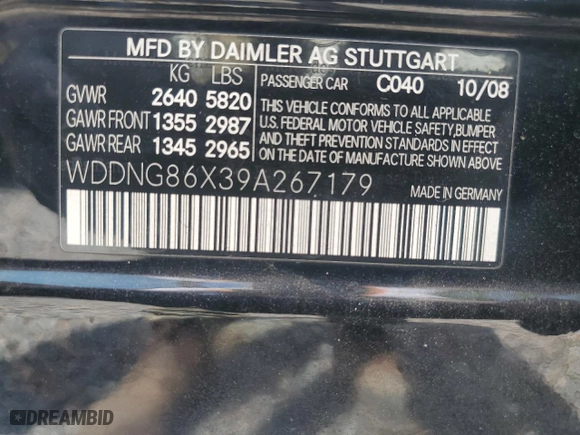 MFD BY DAIMLER AG STUTTGART
KG LBS
GVWR 2640 5820
GAWR FRONT 1355 2987
GAWR REAR 1345 2965
PASSENGER CAR C040 10/08
THIS VEHICLE CONFORMS TO ALL APPLICABLE
U.S. FEDERAL MOTOR VEHICLE SAFETY, BUMPER
AND THEFT PREVENTION STANDARDS IN EFFECT
ON THE DATE OF MANUFACTURE SHOWN ABOVE.
WDDNG86X39A267179
MADE IN GERMANY
DREAMBID